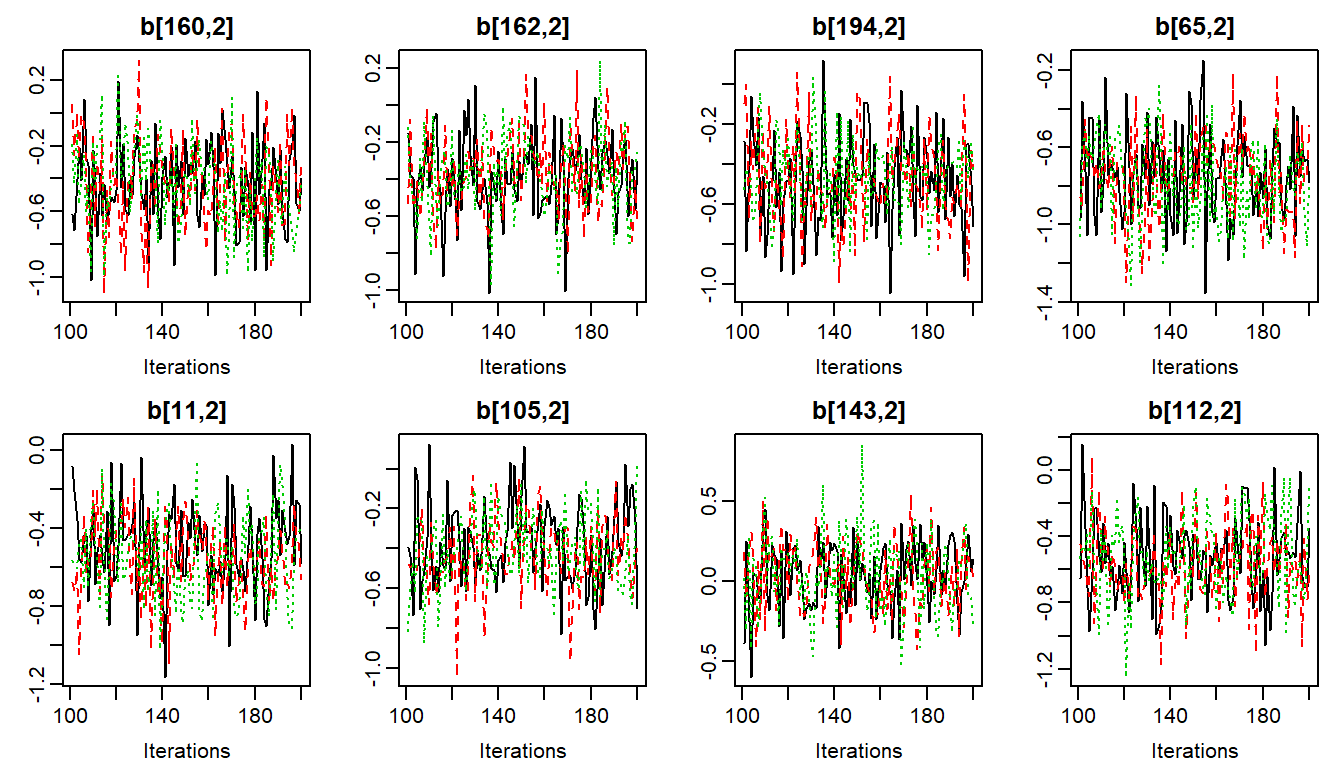 b[160,2] b[162,2] b[194,2] b[65,2]
0.2 -0.2 -0.6 -1.0
0.2 -0.2 -0.6 -1.0
-0.2 -0.6 -1.0
-0.2 -0.6 -1.0 -1.4
100 140 180 100 140 180 100 140 180 100 140 180
Iterations Iterations Iterations Iterations
b[11,2] b[105,2] b[143,2] b[112,2]
0.0 -0.4 -0.8 -1.2
-0.2 -0.6 -1.0
0.5 0.0 -0.5
0.0 -0.4 -0.8 -1.2
100 140 180 100 140 180 100 140 180 100 140 180
Iterations Iterations Iterations Iterations